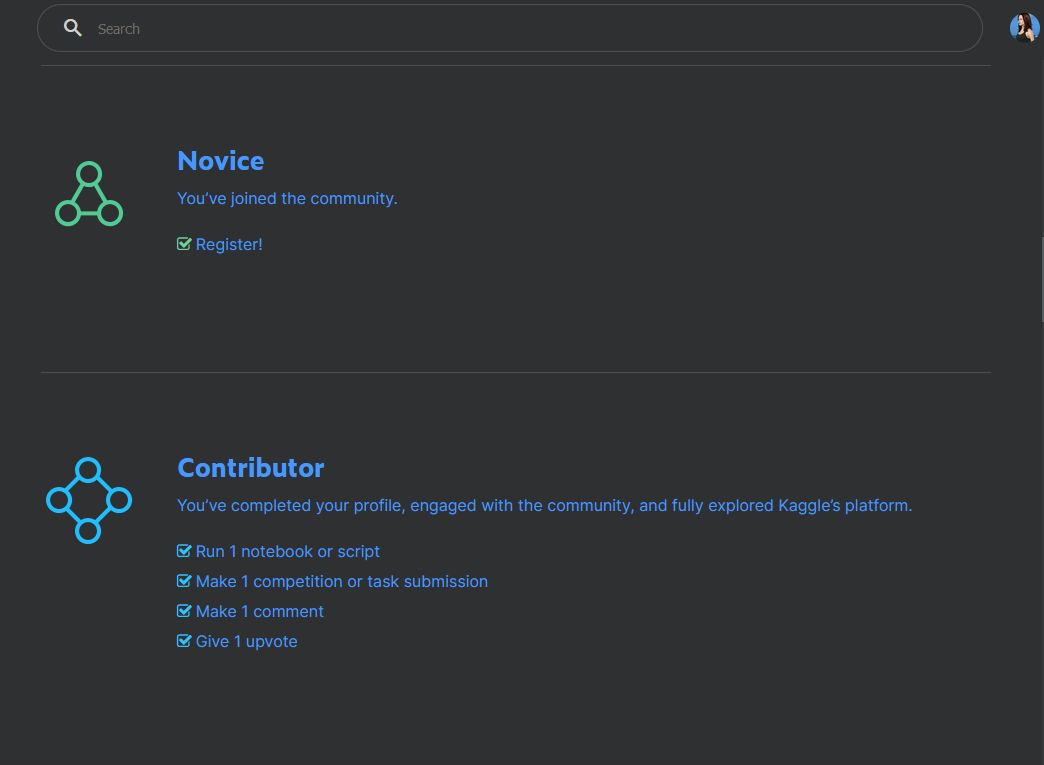 Search
Novice
You’ve joined the community.
Register!
Contributor
You’ve completed your profile, engaged with the community, and fully explored Kaggle’s platform.
Run 1 notebook or script
Make 1 competition or task submission
Make 1 comment
Give 1 upvote